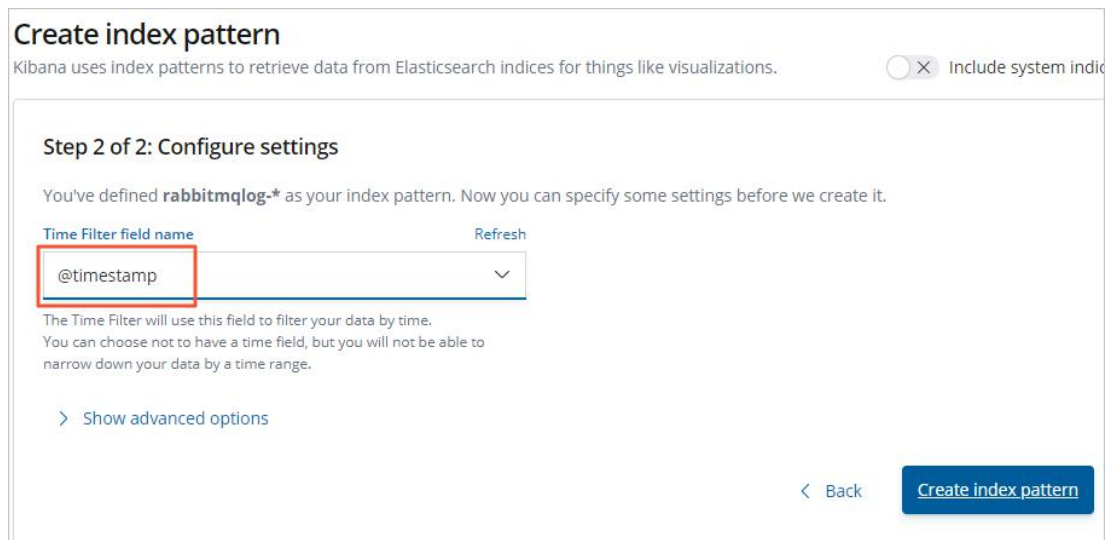 Create index pattern
Kibana uses index patterns to retrieve data from Elasticsearch indices for things like visualizations.
Include system indic
Step 2 of 2: Configure settings
You've defined rabbitmqlog-* as your index pattern. Now you can specify some settings before we create it.
Time Filter field name Refresh
@timestamp
The Time Filter will use this field to filter your data by time.
You can choose not to have a time field, but you will not be able to
narrow down your data by a time range.
Show advanced options
Back
Create index pattern